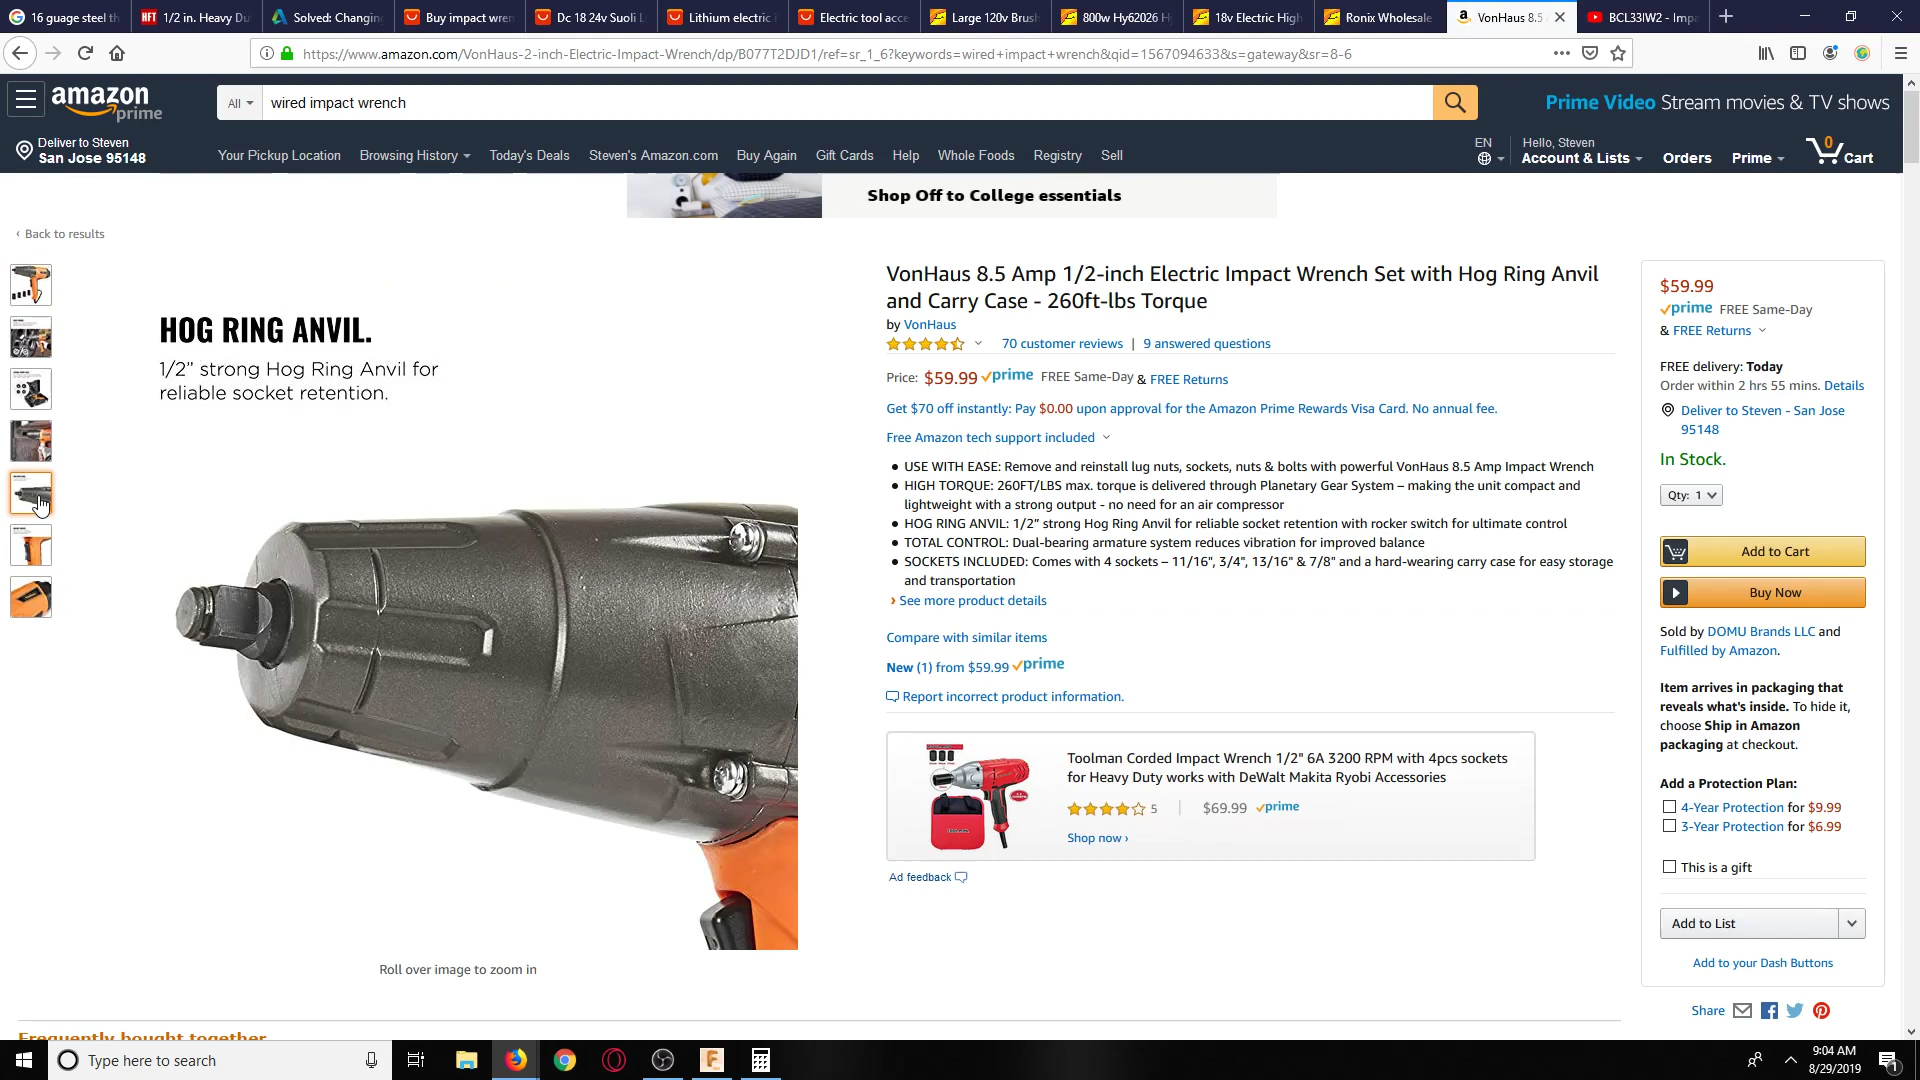 16 guage steel th
HFT 1/2 in. Heavy Du
Solved: Changin
Buy impact wren
Dc 18 24v Suoli L
Lithium electric i
Electric tool acce
Large 120v Brush
800w Hy62026 H
18v Electric High
Ronix Wholesale
VonHaus 8.5
BCL33IW2 - Impa
https://www.amazon.com/VonHaus-2-inch-Electric-Impact-Wrench/dp/B077T2DJD1/ref=sr_1_6?keywords=wired+impact+wrench&qid=1567094633&s=gateway&sr=8-6
amazon prime
All
wired impact wrench
Prime Video Stream movies & TV shows
Deliver to Steven
San Jose 95148
Your Pickup Location
Browsing History
Today's Deals
Steven's Amazon.com
Buy Again
Gift Cards
Help
Whole Foods
Registry
Sell
EN
Hello, Steven
Account & Lists
Orders
Prime
0
Cart
Shop Off to College essentials
‹ Back to results
HOG RING ANVIL.
1/2” strong Hog Ring Anvil for
reliable socket retention.
Roll over image to zoom in
VonHaus 8.5 Amp 1/2-inch Electric Impact Wrench Set with Hog Ring Anvil
and Carry Case - 260ft-lbs Torque
by VonHaus
70 customer reviews | 9 answered questions
Price: $59.99 prime FREE Same-Day & FREE Returns
Get $70 off instantly: Pay $0.00 upon approval for the Amazon Prime Rewards Visa Card. No annual fee.
Free Amazon tech support included
● USE WITH EASE: Remove and reinstall lug nuts, sockets, nuts & bolts with powerful VonHaus 8.5 Amp Impact Wrench
● HIGH TORQUE: 260FT/LBS max. torque is delivered through Planetary Gear System – making the unit compact and
lightweight with a strong output - no need for an air compressor
● HOG RING ANVIL: 1/2” strong Hog Ring Anvil for reliable socket retention with rocker switch for ultimate control
● TOTAL CONTROL: Dual-bearing armature system reduces vibration for improved balance
● SOCKETS INCLUDED: Comes with 4 sockets – 11/16", 3/4", 13/16" & 7/8" and a hard-wearing carry case for easy storage
and transportation
› See more product details
Compare with similar items
New (1) from $59.99 prime
Report incorrect product information.
Toolman Corded Impact Wrench 1/2" 6A 3200 RPM with 4pcs sockets
for Heavy Duty works with DeWalt Makita Ryobi Accessories
5 | $69.99 prime
Shop now ›
Ad feedback
$59.99
prime FREE Same-Day
& FREE Returns
FREE delivery: Today
Order within 2 hrs 55 mins. Details
Deliver to Steven - San Jose
95148
In Stock.
Qty: 1
Add to Cart
Buy Now
Sold by DOMU Brands LLC and
Fulfilled by Amazon.
Item arrives in packaging that
reveals what's inside. To hide it,
choose Ship in Amazon
packaging at checkout.
Add a Protection Plan:
4-Year Protection for $9.99
3-Year Protection for $6.99
This is a gift
Add to List
Add to your Dash Buttons
Share
Frequently bought together
Type here to search
9:04 AM
8/29/2019
1